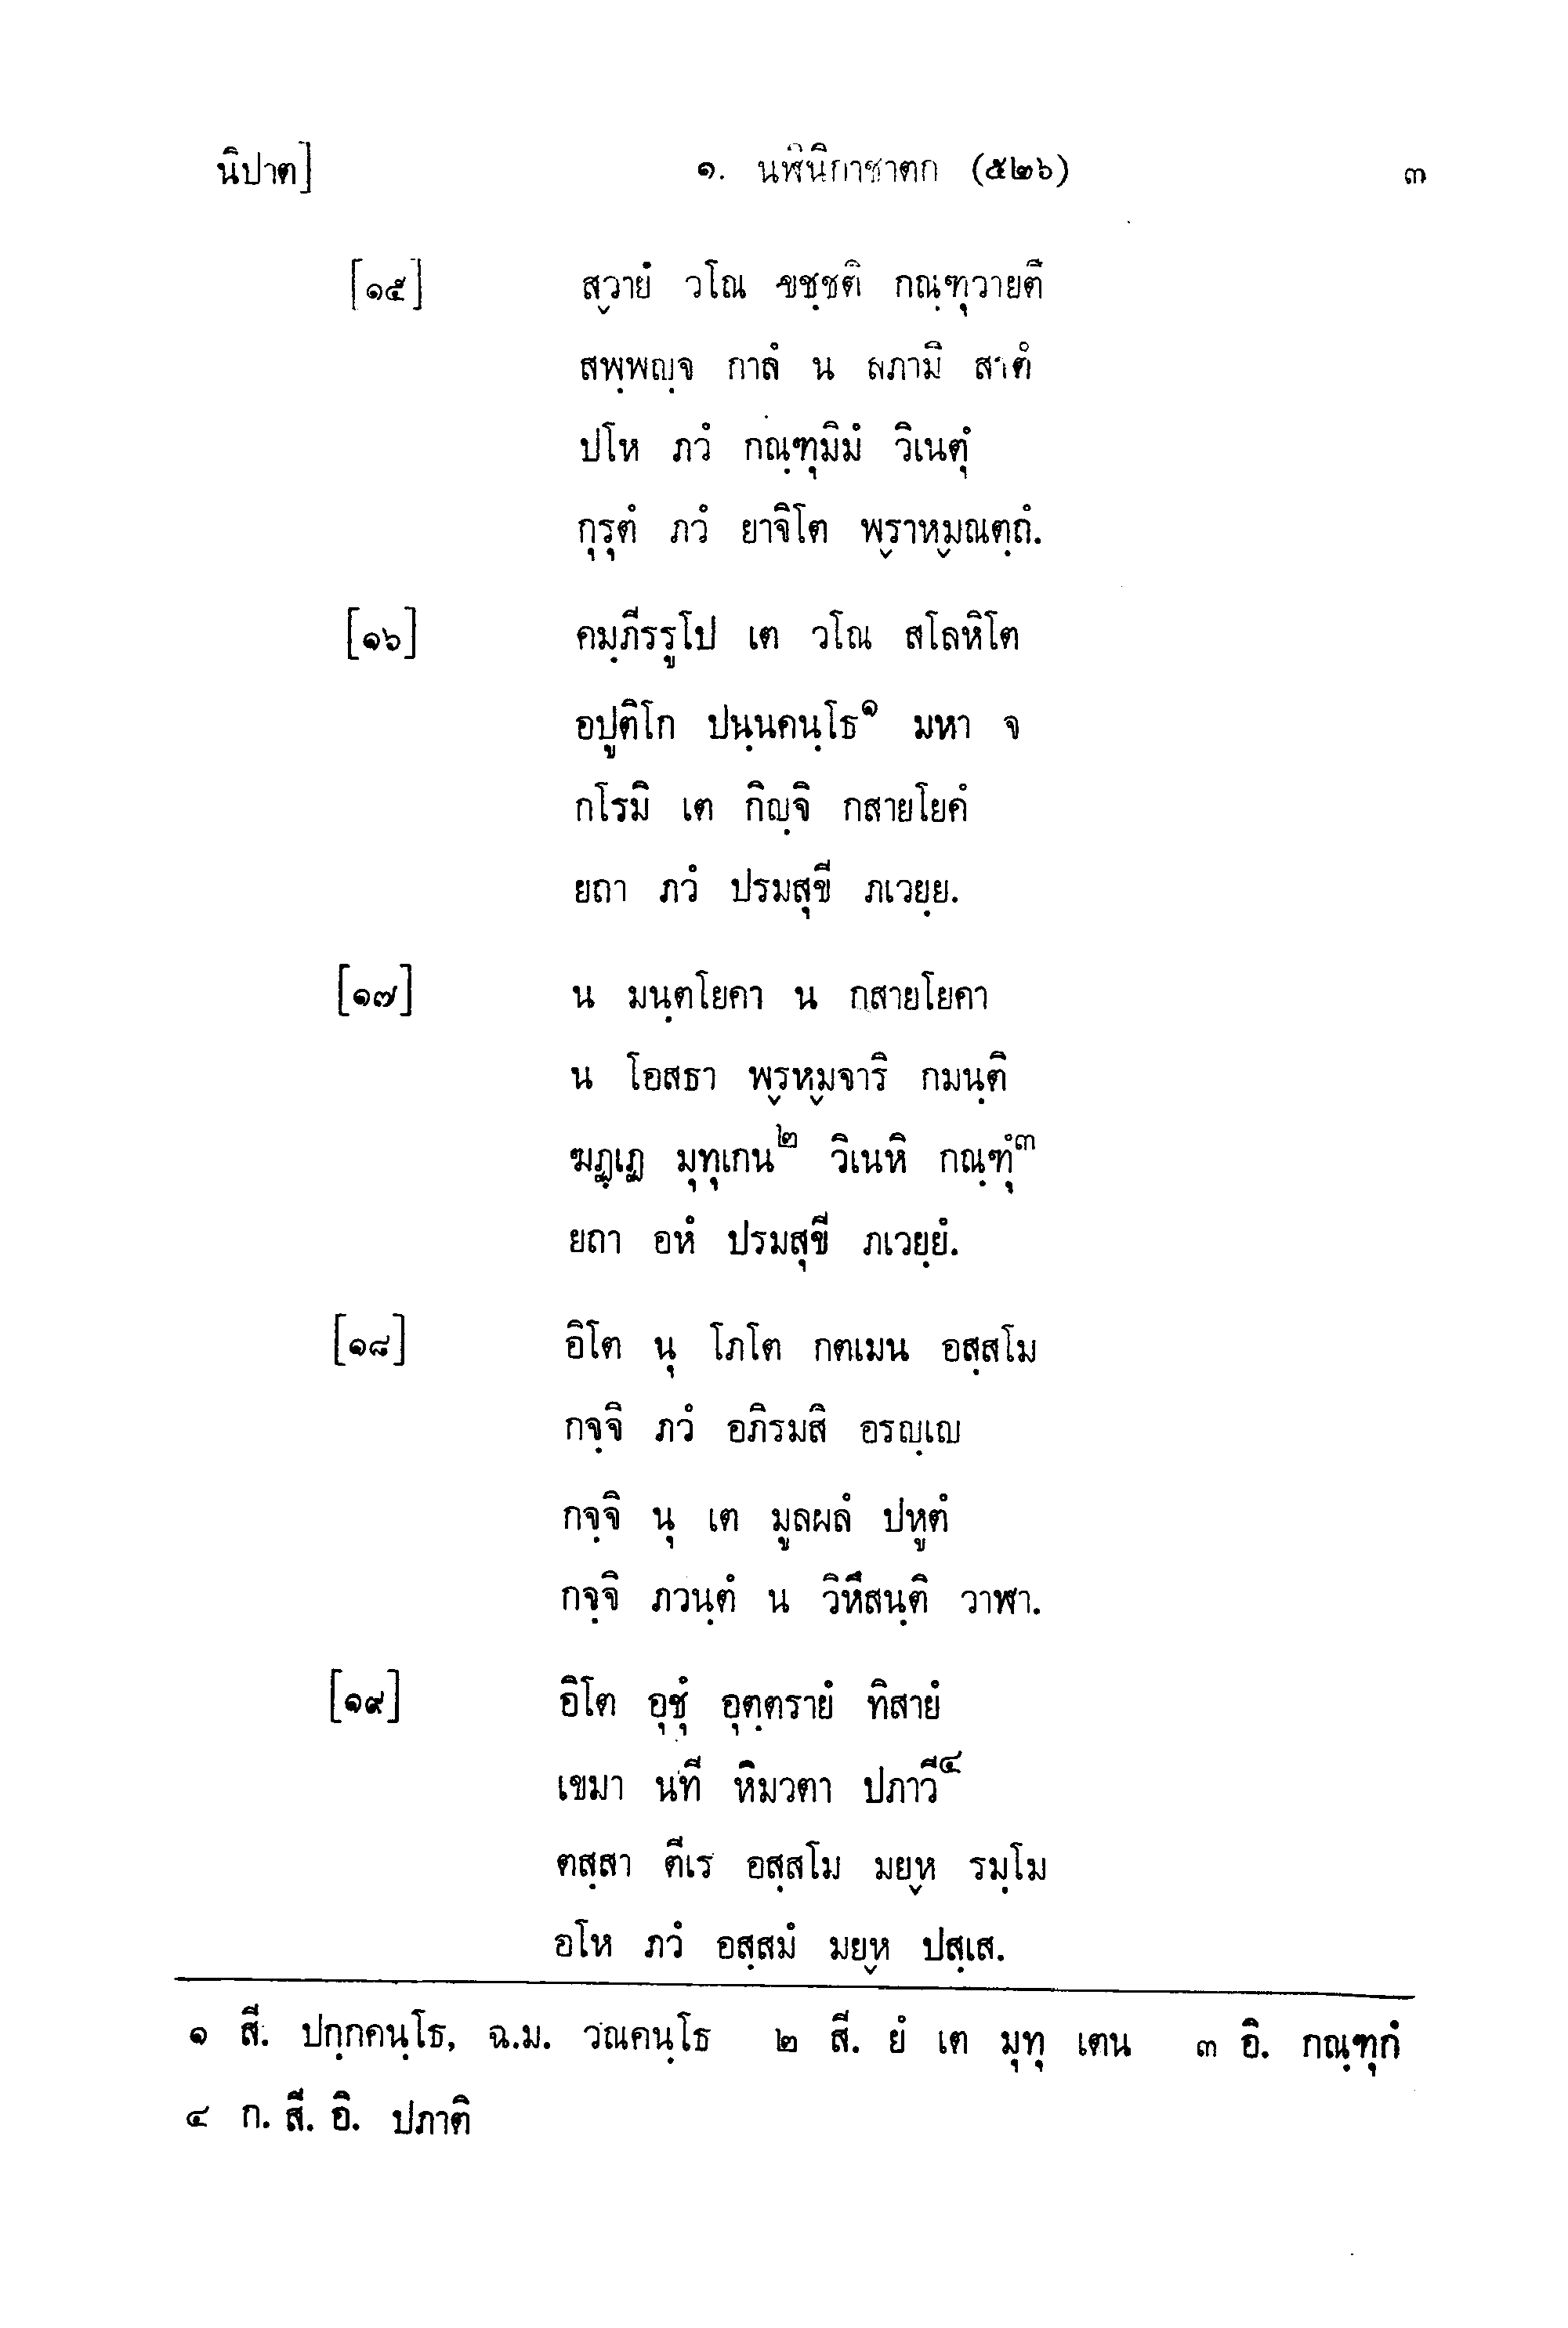 นิปาต] ๑. นฬินิกาชาตก (๕๒๖) ๓
[๑๕] สฺวายํ วโณ ขชฺชติ กณฺฑุวายตี
สพฺพญฺจ กาลํ น ลภามิ สาตํ
ปโห ภวํ กณฺฑุมิมํ วิเนตุํ
กุรุตํ ภวํ ยาจิโต พฺราหฺมณตฺถํ.
[๑๖] คมฺภีรรูโป เต วโณ สโลหิโต
อปูติโก ปนฺนคนฺโธ๑ มหา จ
กโรมิ เต กิญฺจิ กสายโยคํ
ยถา ภวํ ปรมสุขี ภเวยฺย.
[๑๗] น มนฺตโยคา น กสายโยคา
น โอสธา พฺรหฺมจาริ กมนฺติ
ฆฏฺเฏ มุทุเกน๒ วิเนหิ กณฺฑุํ๓
ยถา อหํ ปรมสุขี ภเวยฺยํ.
[๑๘] อิโต นุ โภโต กตเมน อสฺสโม
กจฺจิ ภวํ อภิรมสิ อรญฺเญ
กจฺจิ นุ เต มูลผลํ ปหูตํ
กจฺจิ ภวนฺตํ น วิหึสนฺติ วาฬา.
[๑๙] อิโต อุชุํ อุตฺตรายํ ทิสายํ
เขมา นที หิมวตา ปภาวี๔
ตสฺสา ตีเร อสฺสโม มยฺห รมฺโม
อโห ภวํ อสฺสมํ มยฺห ปสฺเส.
๑ สี. ปกฺกคนฺโธ, ฉ.ม. วณคนฺโธ ๒ สี. ยํ เต มุทุ เตน ๓ อิ. กณฺฑุกํ
๔ ก. สี. อิ. ปภาติ